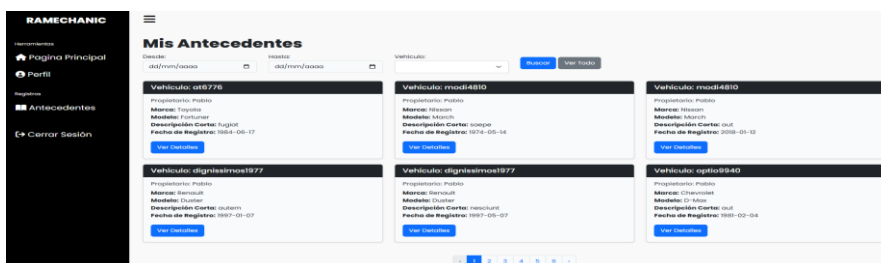 RAMECHANIC
Herramientas
Pagina Principal
Perfil
Registros
Antecedentes
Cerrar Sesión
Mis Antecedentes
Desde: Hasta: Vehículo:
dd/mm/aaaa dd/mm/aaaa Buscar Ver Todo
Vehículo: at6776
Propietario: Pablo
Marca: Toyota
Modelo: Fortuner
Descripción Corta: fugiat
Fecha de Registro: 1984-06-17
Ver Detalles
Vehículo: modi4810
Propietario: Pablo
Marca: Nissan
Modelo: March
Descripción Corta: saepe
Fecha de Registro: 1974-05-14
Ver Detalles
Vehículo: modi4810
Propietario: Pablo
Marca: Nissan
Modelo: March
Descripción Corta: aut
Fecha de Registro: 2018-01-12
Ver Detalles
Vehículo: dignissimos1977
Propietario: Pablo
Marca: Renault
Modelo: Duster
Descripción Corta: autem
Fecha de Registro: 1997-01-07
Ver Detalles
Vehículo: dignissimos1977
Propietario: Pablo
Marca: Renault
Modelo: Duster
Descripción Corta: nesciunt
Fecha de Registro: 1997-05-07
Ver Detalles
Vehículo: optio9940
Propietario: Pablo
Marca: Chevrolet
Modelo: D-Max
Descripción Corta: aut
Fecha de Registro: 1981-02-04
Ver Detalles
‹ 1 2 3 4 5 6 ›